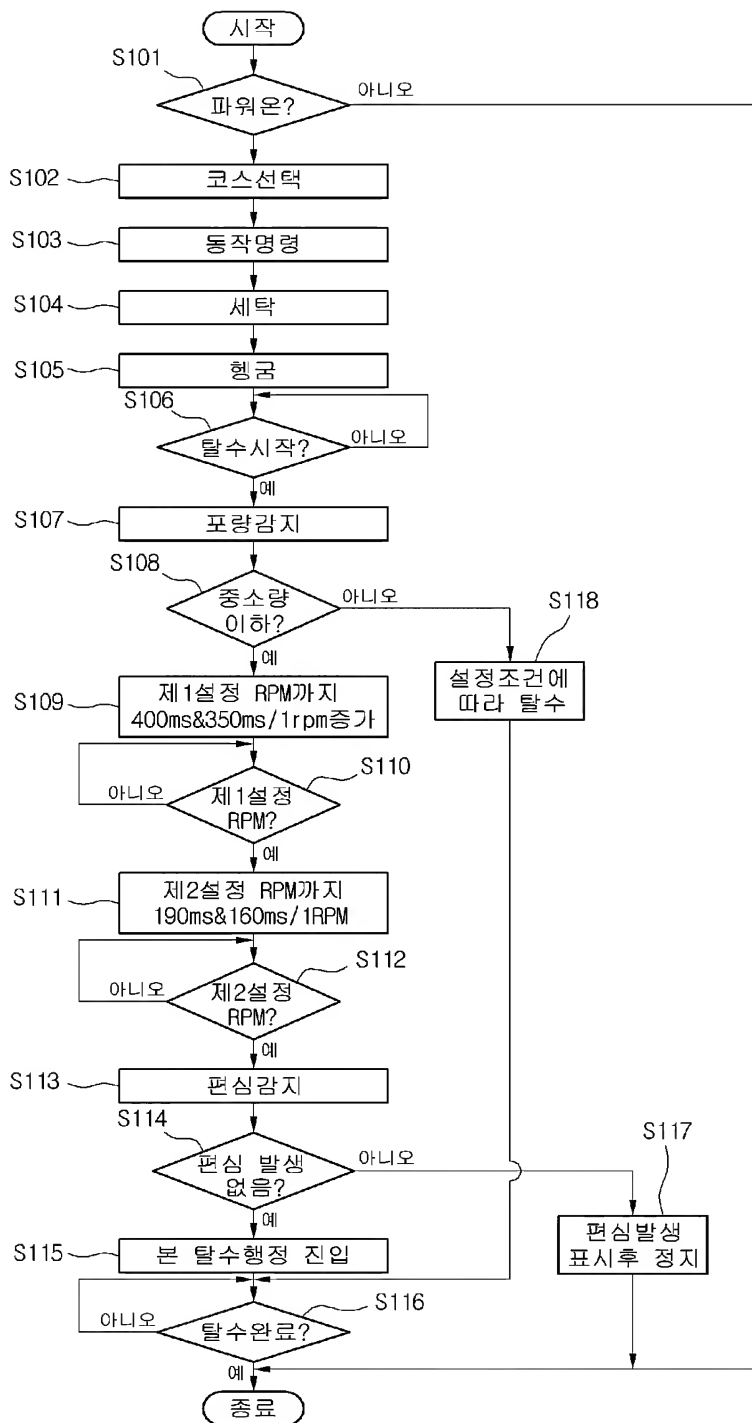 시작
S101
파워온?
아니오
S102
코스선택
S103
동작명령
S104
세탁
S105
헹굼
S106
탈수시작?
아니오
예
S107
포량감지
S108
중소량
이하?
아니오
예
S118
설정조건에
따라 탈수
S109
제1설정 RPM까지
400ms&350ms/1rpm증가
S110
제1설정
RPM?
아니오
예
S111
제2설정 RPM까지
190ms&160ms/1RPM
S112
제2설정
RPM?
아니오
예
S113
편심감지
S114
편심 발생
없음?
아니오
예
S117
편심발생
표시후 정지
S115
본 탈수행정 진입
S116
탈수완료?
아니오
예
종료